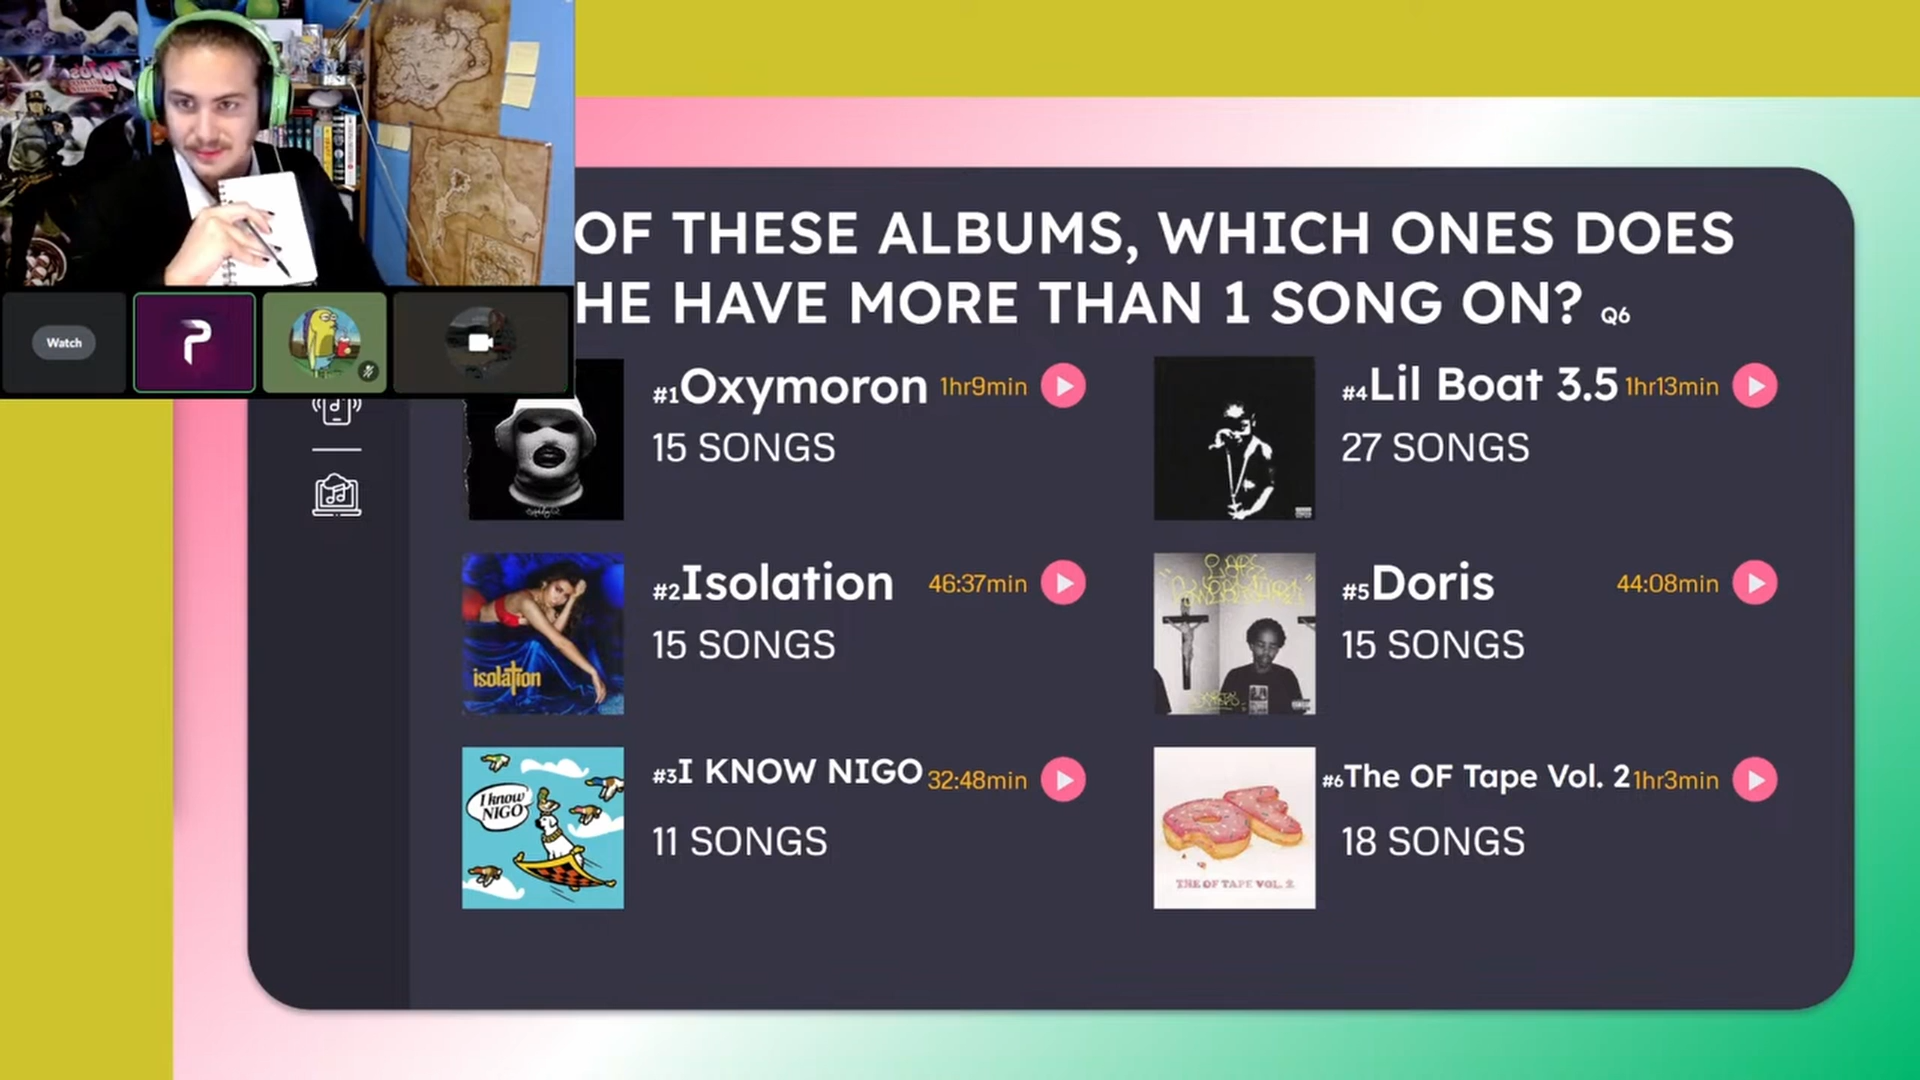 OF THESE ALBUMS, WHICH ONES DOES
HE HAVE MORE THAN 1 SONG ON? Q6
Watch
#1Oxymoron 1hr9min
15 SONGS
#4Lil Boat 3.5 1hr13min
27 SONGS
#2Isolation 46:37min
15 SONGS
isolation
#5Doris 44:08min
15 SONGS
#3I KNOW NIGO 32:48min
11 SONGS
I know
NIGO
#6The OF Tape Vol. 2 1hr3min
18 SONGS
THE OF TAPE VOL. 2